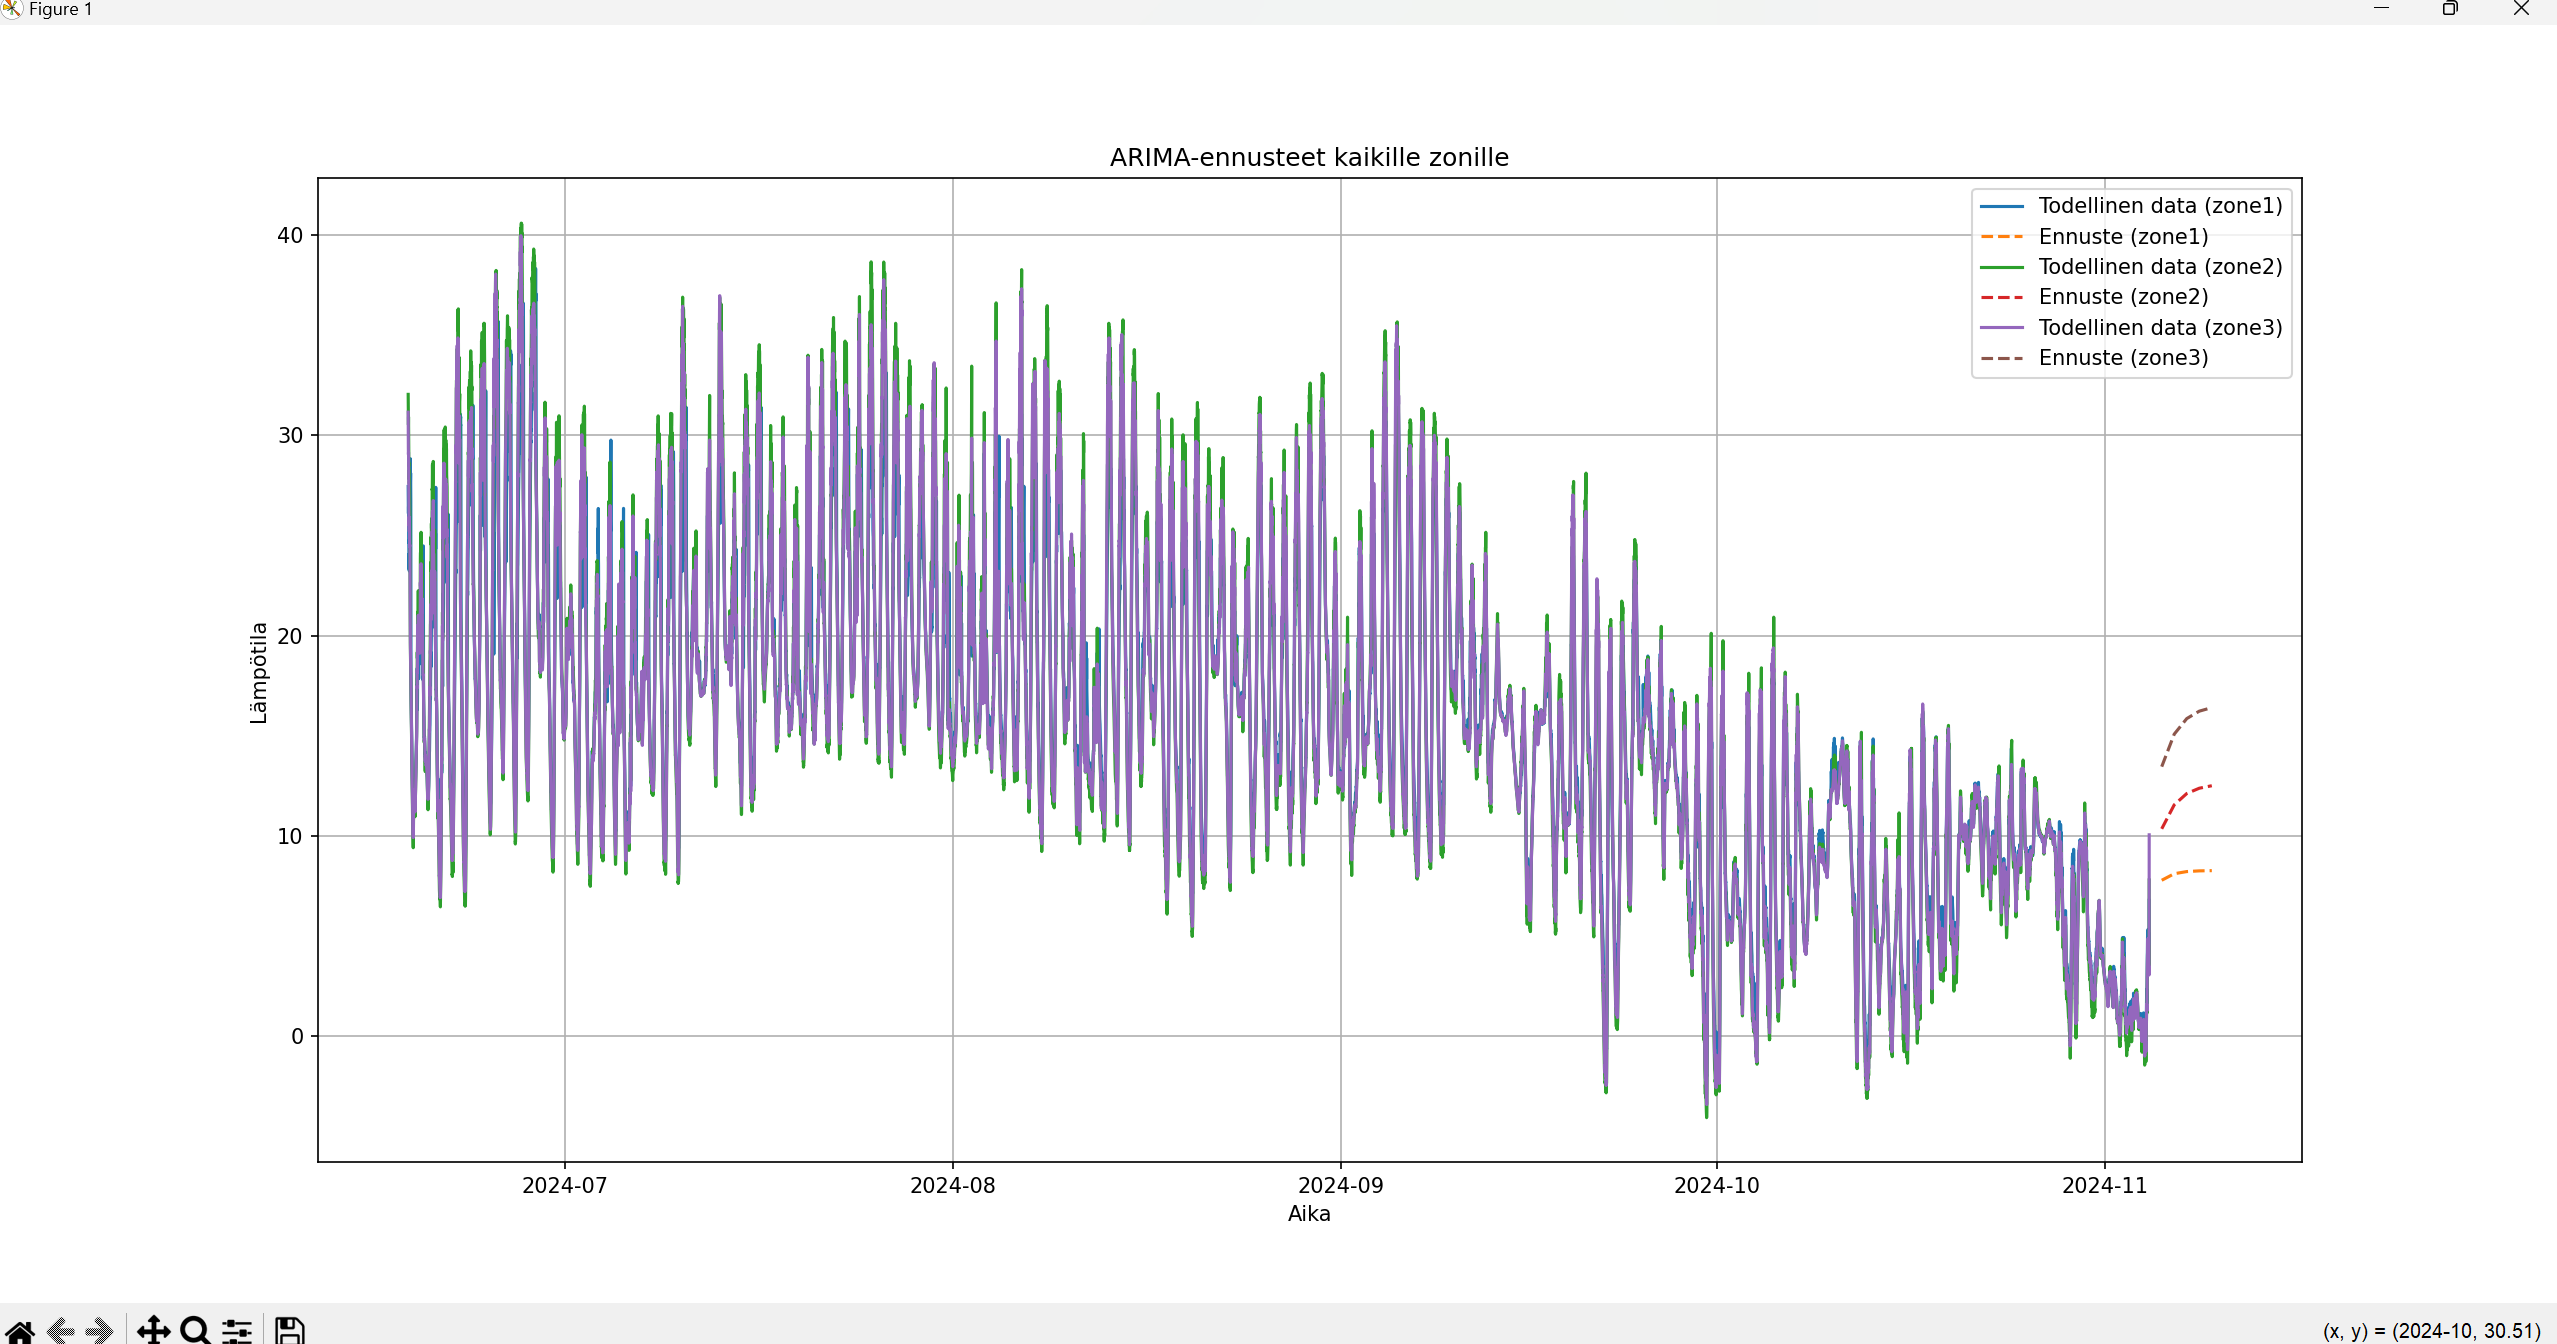 Figure 1
ARIMA-ennusteet kaikille zonille
Todellinen data (zone1)
Ennuste (zone1)
Todellinen data (zone2)
Ennuste (zone2)
Todellinen data (zone3)
Ennuste (zone3)
40
30
20
10
0
Lämpötila
2024-07
2024-08
2024-09
2024-10
2024-11
Aika
(x, y) = (2024-10, 30.51)